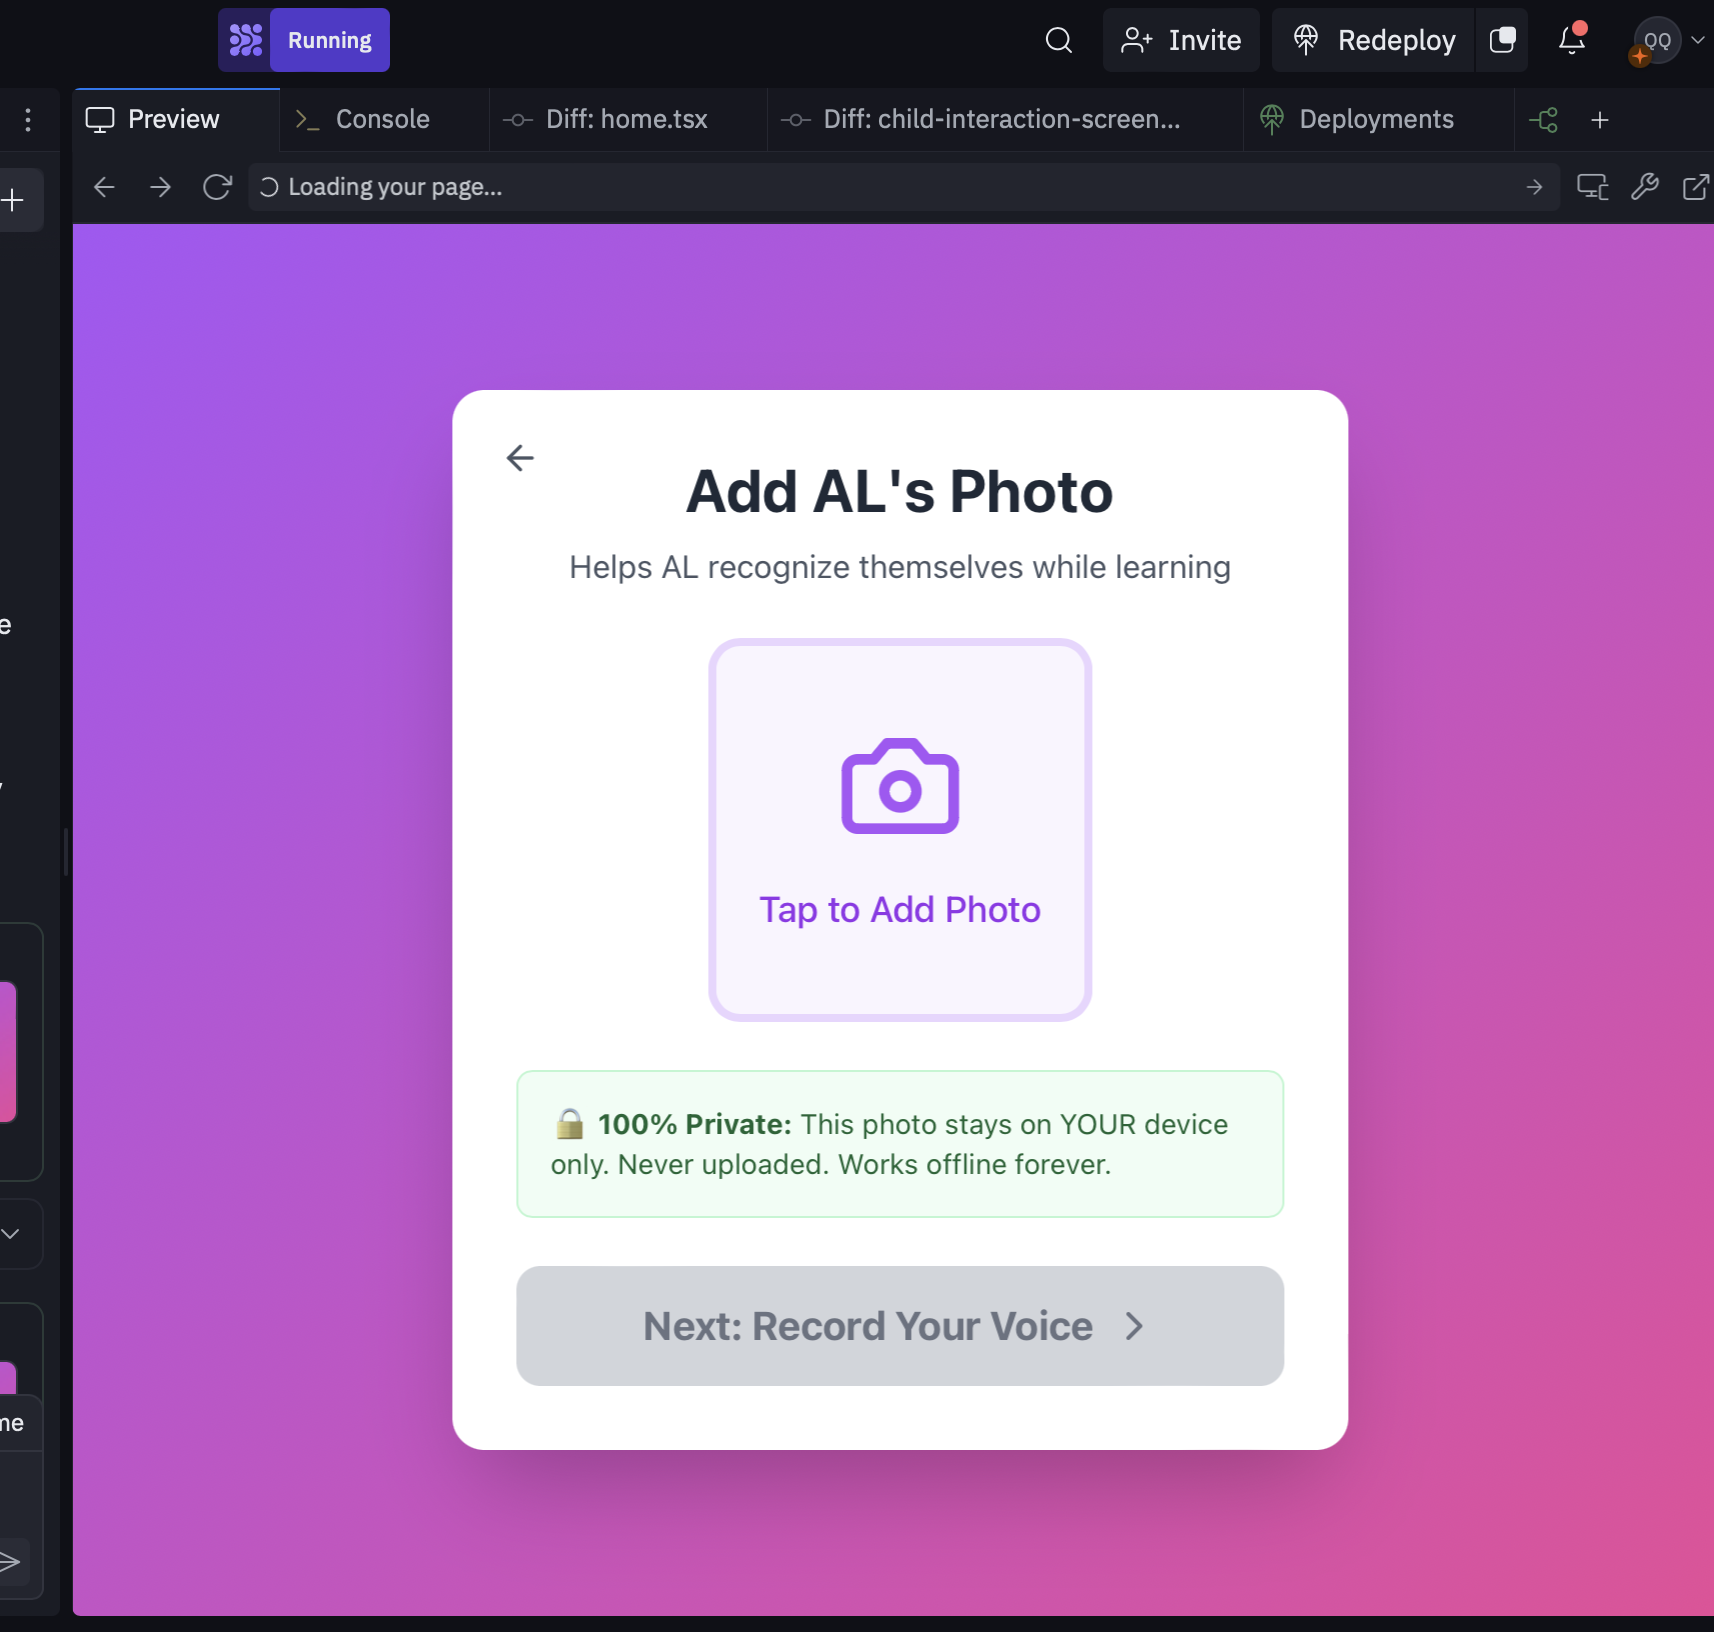 Running
Invite
Redeploy
QQ
Preview
Console
Diff: home.tsx
Diff: child-interaction-screen...
Deployments
Loading your page...
Add AL's Photo
Helps AL recognize themselves while learning
Tap to Add Photo
🔒 100% Private: This photo stays on YOUR device
only. Never uploaded. Works offline forever.
Next: Record Your Voice
e
me